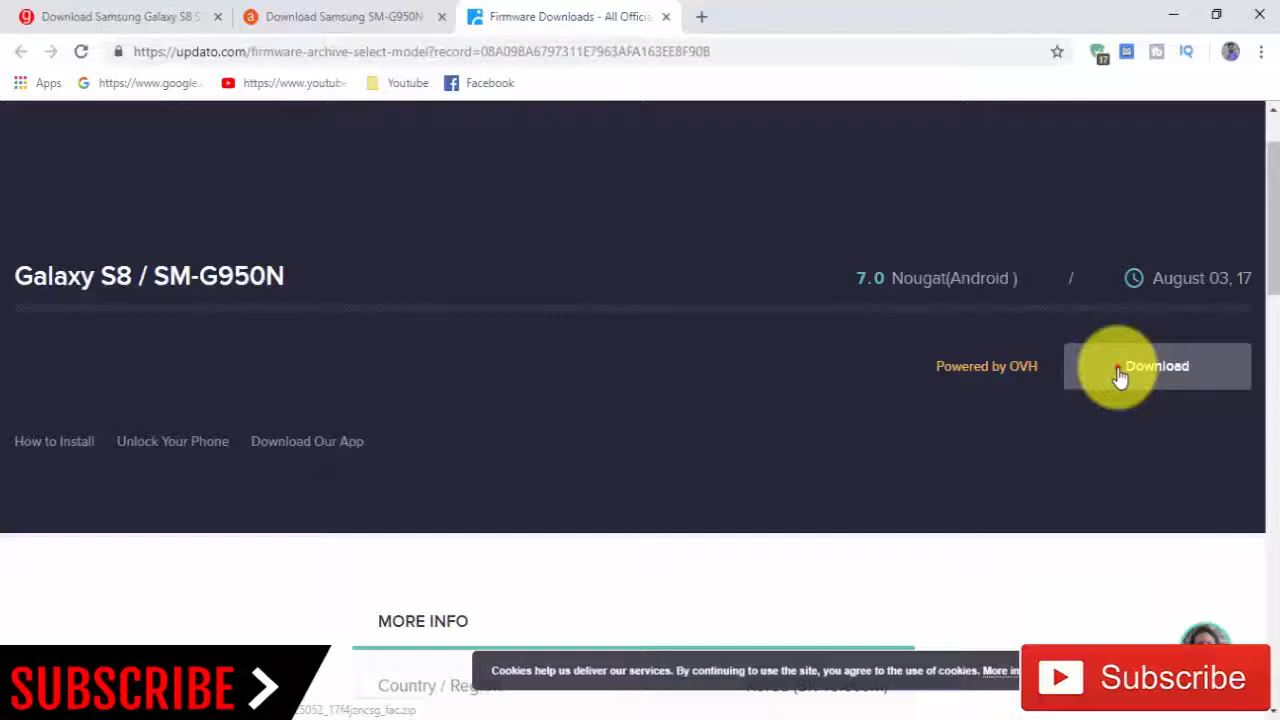 Download Samsung Galaxy S8 S
Download Samsung SM-G950N
Firmware Downloads - All Officia
https://updato.com/firmware-archive-select-model?record=08A098A6797311E7963AFA163EE8F90B
17
Apps
https://www.google.
https://www.youtube
Youtube
Facebook
Galaxy S8 / SM-G950N
7.0 Nougat(Android ) / August 03, 17
Powered by OVH
Download
How to Install Unlock Your Phone Download Our App
MORE INFO
Cookies help us deliver our services. By continuing to use the site, you agree to the use of cookies. More in
Country /
25052_17f4jzncsg_fac.zip
SUBSCRIBE
Subscribe